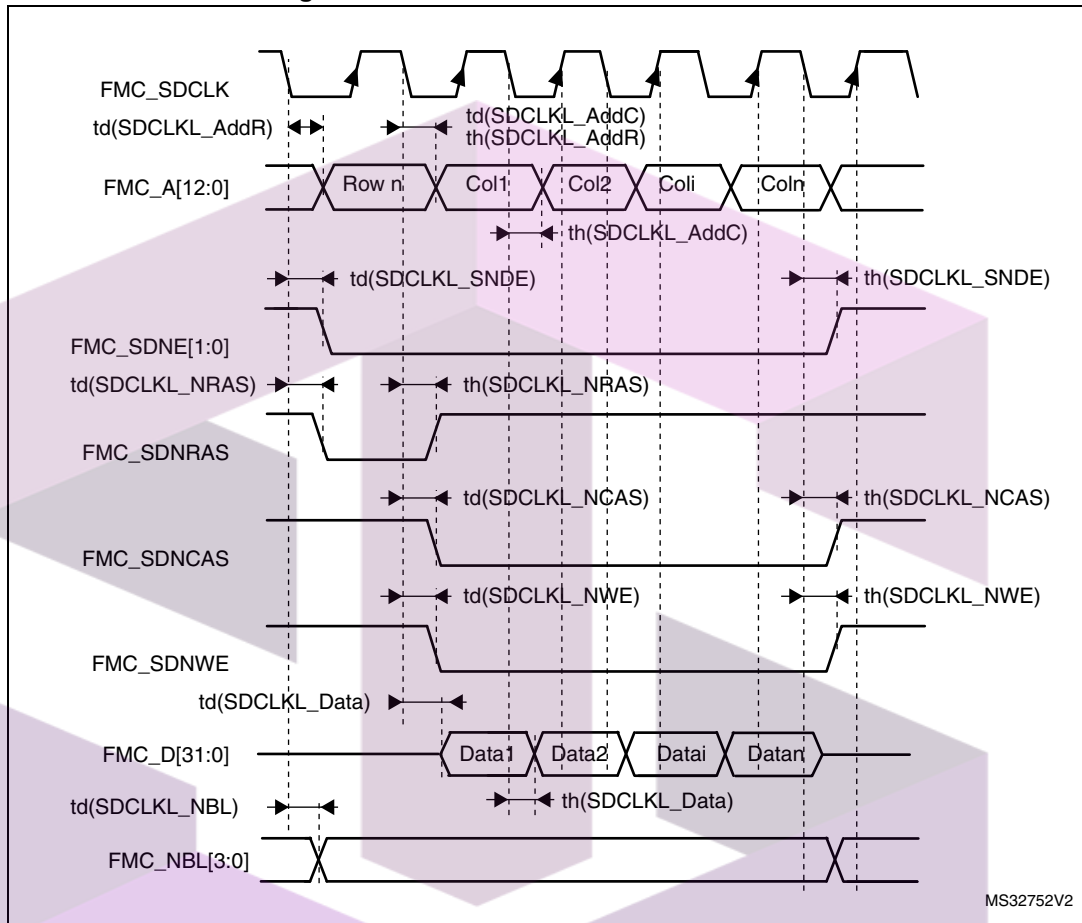 FMC_SDCLK
td(SDCLKL_AddR)
td(SDCLKL_AddC)
th(SDCLKL_AddR)
FMC_A[12:0]
Row n
Col1
Col2
Coli
Coln
th(SDCLKL_AddC)
td(SDCLKL_SNDE)
th(SDCLKL_SNDE)
FMC_SDNE[1:0]
td(SDCLKL_NRAS)
th(SDCLKL_NRAS)
FMC_SDNRAS
td(SDCLKL_NCAS)
th(SDCLKL_NCAS)
FMC_SDNCAS
td(SDCLKL_NWE)
th(SDCLKL_NWE)
FMC_SDNWE
td(SDCLKL_Data)
FMC_D[31:0]
Data1
Data2
Datai
Datan
td(SDCLKL_NBL)
th(SDCLKL_Data)
FMC_NBL[3:0]
MS32752V2